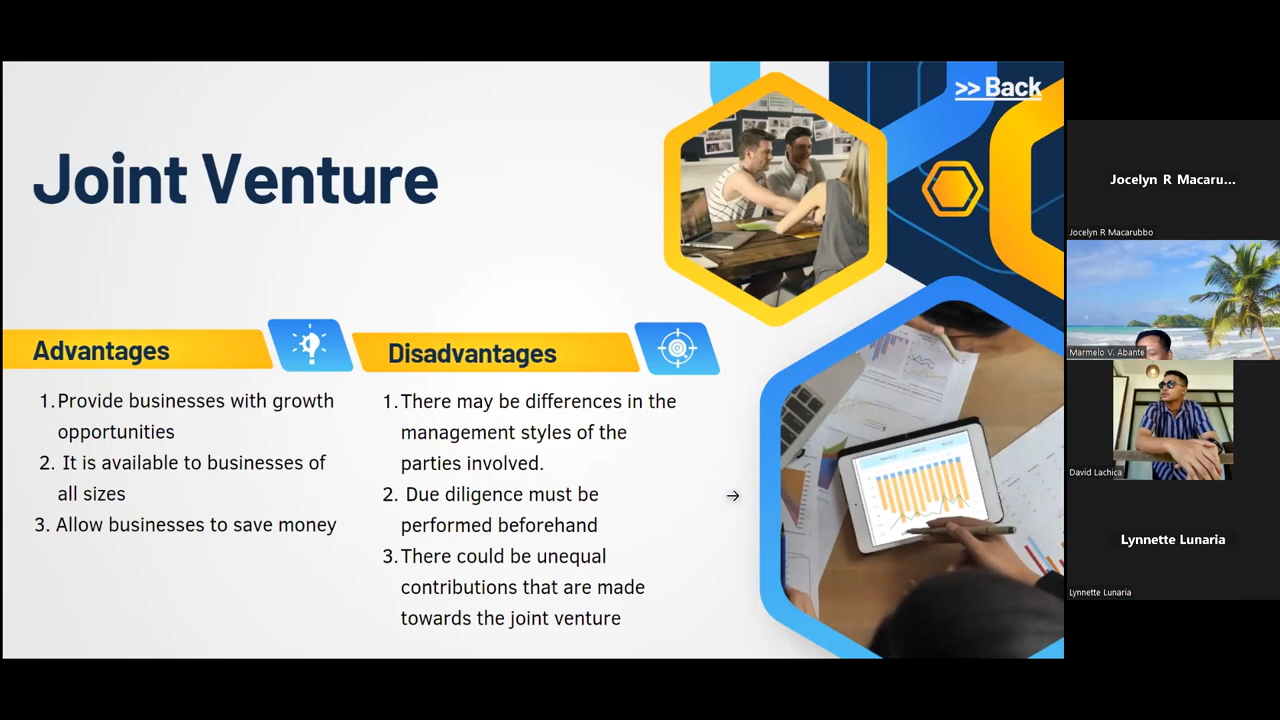 >> Back
Joint Venture
Advantages
1. Provide businesses with growth
opportunities
2. It is available to businesses of
all sizes
3. Allow businesses to save money
Disadvantages
1. There may be differences in the
management styles of the
parties involved.
2. Due diligence must be
performed beforehand
3. There could be unequal
contributions that are made
towards the joint venture
Jocelyn R Macaru...
Jocelyn R Macarubbo
Marmelo V. Abante
David Lachica
Lynnette Lunaria
Lynnette Lunaria